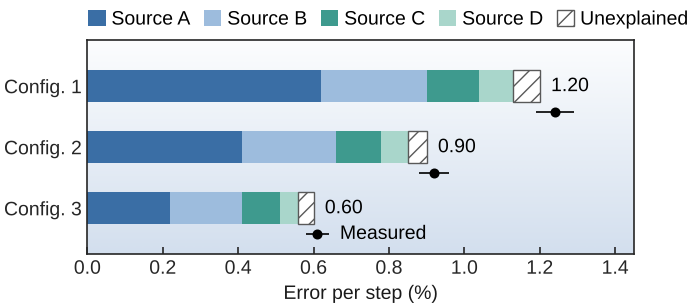 Source A Source B Source C Source D Unexplained
Config. 1 1.20
Config. 2 0.90
Config. 3 0.60
Measured
0.0 0.2 0.4 0.6 0.8 1.0 1.2 1.4
Error per step (%)